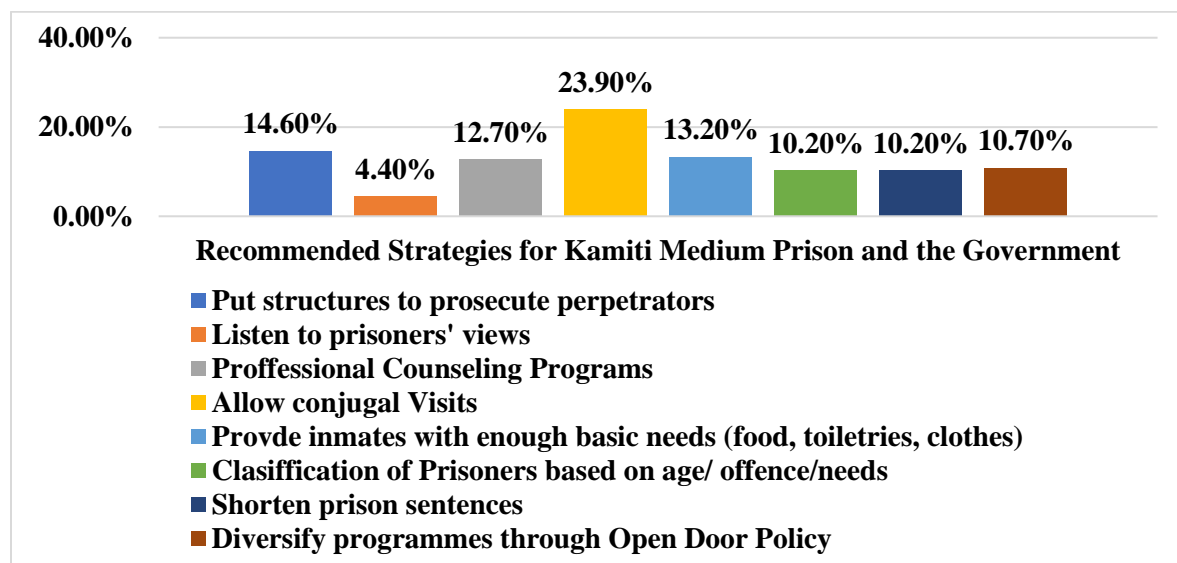 40.00%
23.90%
20.00%
14.60%
4.40%
12.70%
13.20%
10.20%
10.20%
10.70%
0.00%
Recommended Strategies for Kamiti Medium Prison and the Government
Put structures to prosecute perpetrators
Listen to prisoners' views
Proffessional Counseling Programs
Allow conjugal Visits
Provde inmates with enough basic needs (food, toiletries, clothes)
Clasiffication of Prisoners based on age/ offence/needs
Shorten prison sentences
Diversify programmes through Open Door Policy